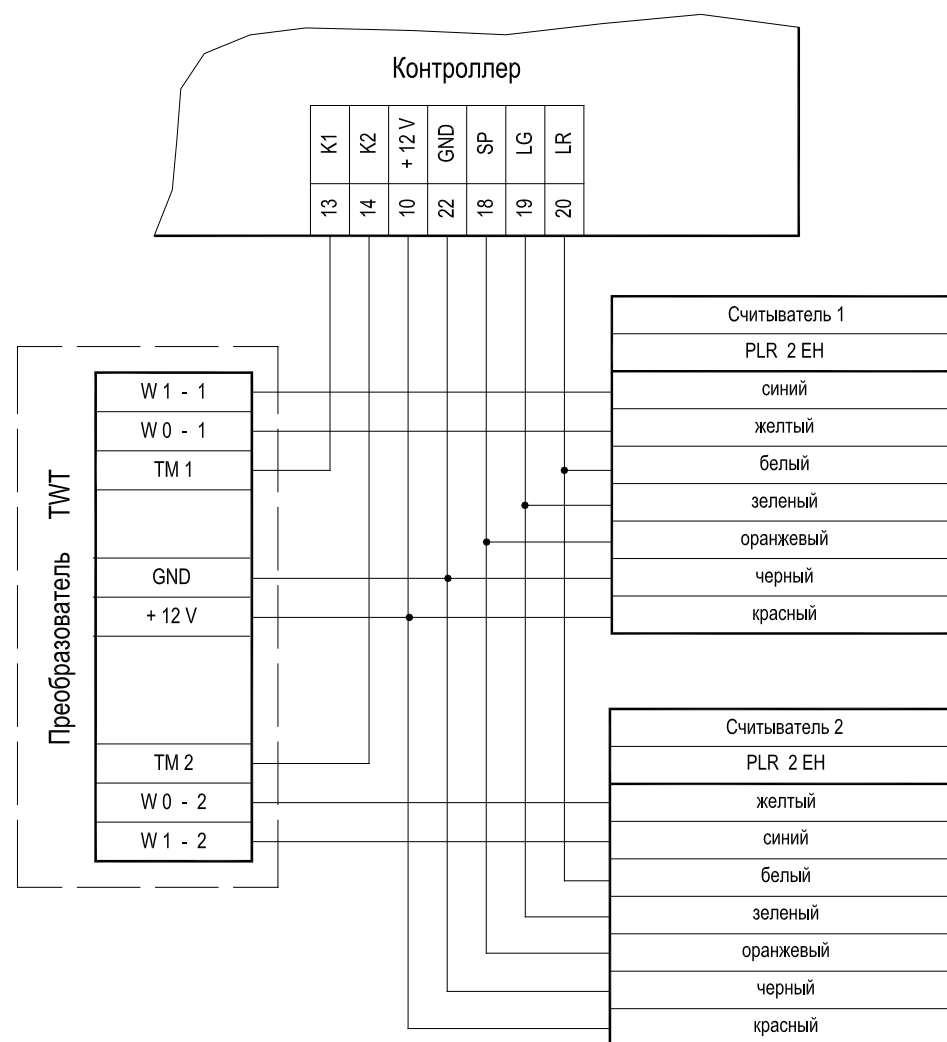 Контроллер
K1
K2
+ 12 V
GND
SP
LG
LR
13
14
10
22
18
19
20
Преобразователь TWT
W 1 - 1
W 0 - 1
TM 1
GND
+ 12 V
TM 2
W 0 - 2
W 1 - 2
Считыватель 1
PLR 2 EH
синий
желтый
белый
зеленый
оранжевый
черный
красный
Считыватель 2
PLR 2 EH
желтый
синий
белый
зеленый
оранжевый
черный
красный